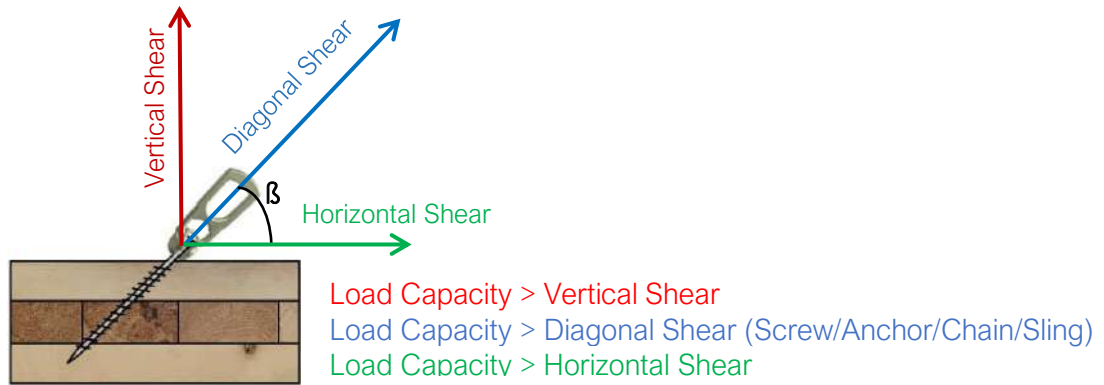 Vertical Shear
Diagonal Shear
ß
Horizontal Shear
Load Capacity > Vertical Shear
Load Capacity > Diagonal Shear (Screw/Anchor/Chain/Sling)
Load Capacity > Horizontal Shear